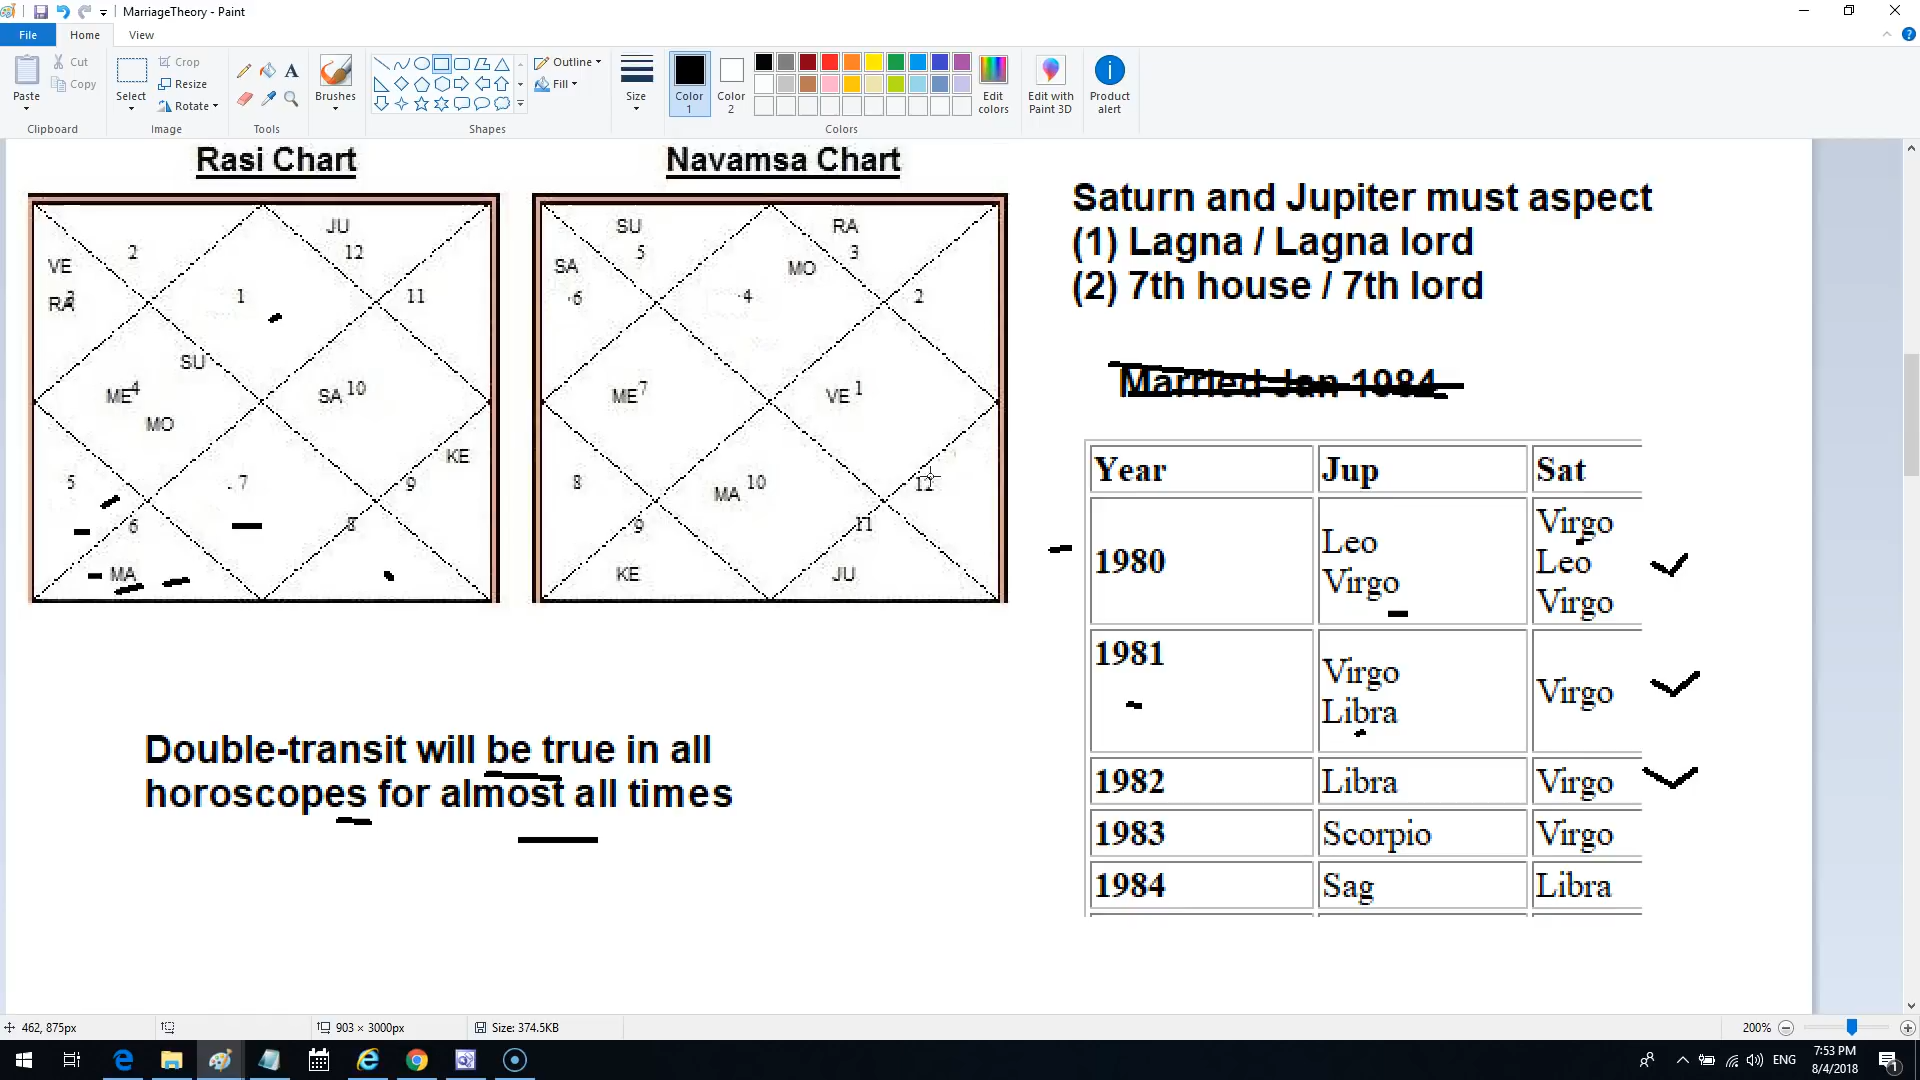 MarriageTheory - Paint
File
Home
View
Paste
Cut
Copy
Clipboard
Select
Crop
Resize
Rotate
Image
A
Tools
Brushes
Shapes
Outline
Fill
Size
Color 1
Color 2
Colors
Edit colors
Edit with Paint 3D
Product alert
Rasi Chart
JU
2
12
VE
RA
3
1
11
SU
ME 4
SA 10
MO
KE
5
7
9
6
8
MA
Navamsa Chart
SU
RA
5
3
SA
MO
6
4
2
ME 7
VE 1
8
MA 10
12
9
11
KE
JU
Saturn and Jupiter must aspect
(1) Lagna / Lagna lord
(2) 7th house / 7th lord
Married Jan 1984
Year Jup Sat
1980 Leo Virgo Virgo Leo Virgo
1981 Virgo Libra Virgo
1982 Libra Virgo
1983 Scorpio Virgo
1984 Sag Libra
Double-transit will be true in all
horoscopes for almost all times
462, 875px
903 × 3000px
Size: 374.5KB
200%
ENG
7:53 PM
8/4/2018
1